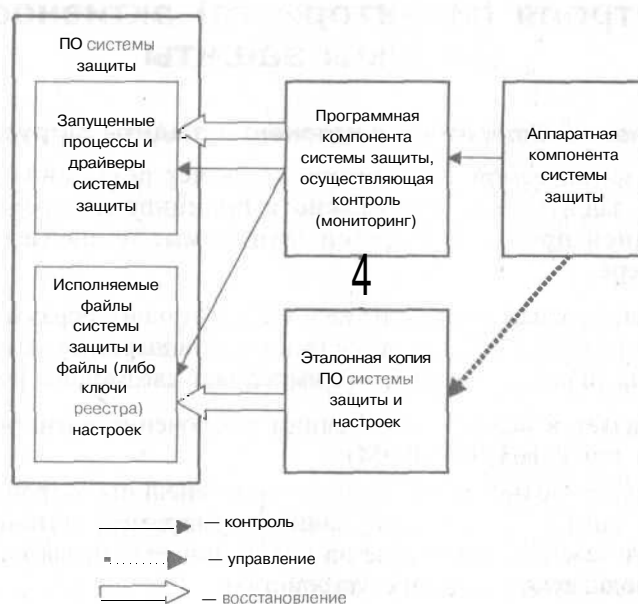 ПО системы
защиты
Запущенные
процессы и
драйверы
системы
защиты
Программная
компонента
системы защиты,
осуществляющая
контроль
(мониторинг)
Аппаратная
компонента
системы
защиты
4
Исполняемые
файлы
системы
защиты и
файлы (либо
ключи
реестра)
настроек
Эталонная копия
ПО системы
защиты и
настроек
— контроль
— управление
— восстановление